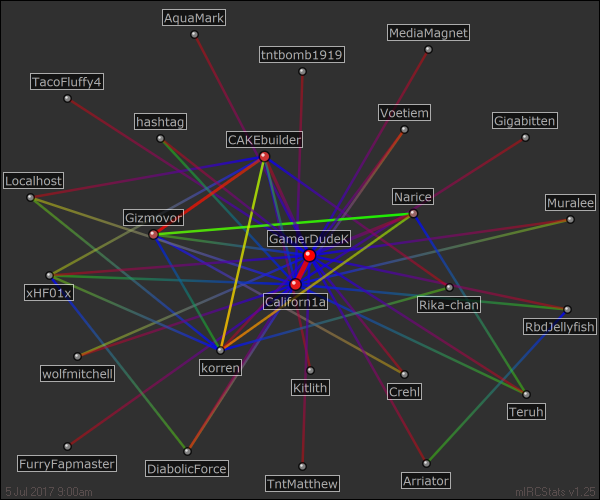 AquaMark
MediaMagnet
tntbomb1919
TacoFluffy4
hashtag
Voetiem
Gigabitten
CAKEbuilder
Localhost
Narice
Muralee
Gizmovor
GamerDudeK
xHF01x
Californ1a
Rika-chan
RbdJellyfish
korren
wolfmitchell
Kitlith
Crehl
Teruh
FurryFapmaster
DiabolicForce
TntMatthew
Arriator
5 Jul 2017 9:00am
mIRCStats v1.25